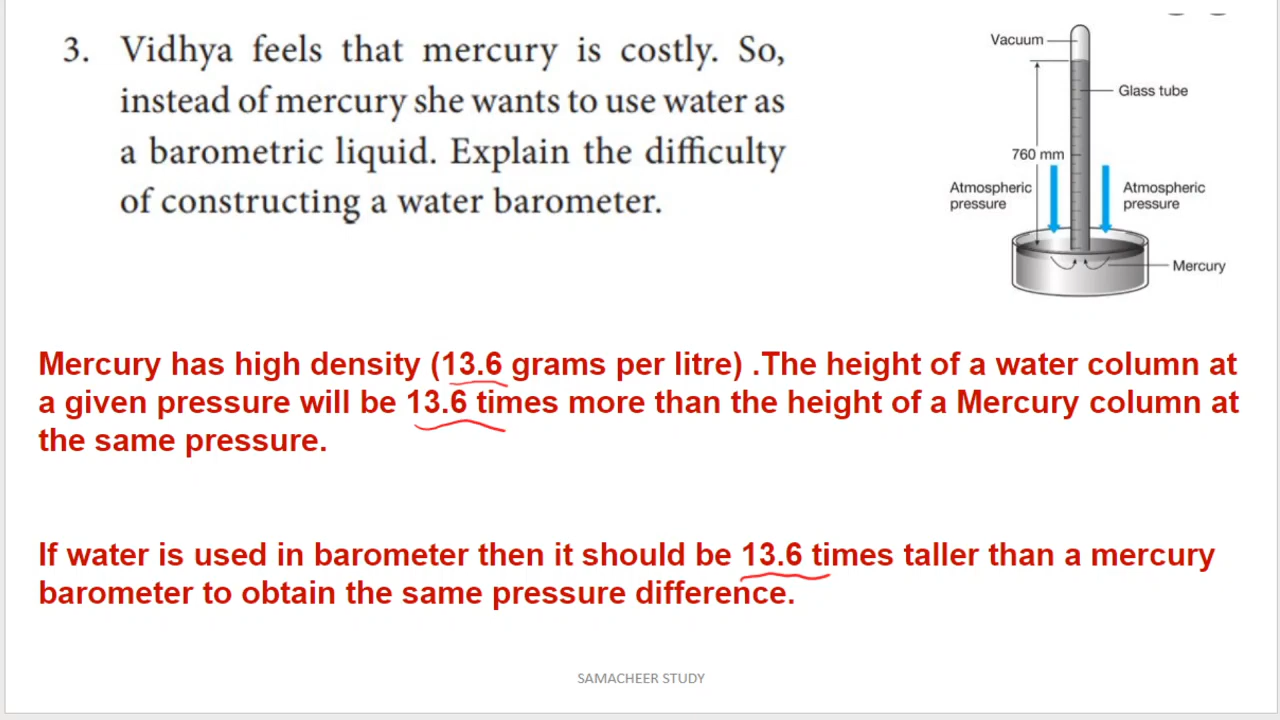 3. Vidhya feels that mercury is costly. So,
instead of mercury she wants to use water as
a barometric liquid. Explain the difficulty
of constructing a water barometer.
Vacuum
Glass tube
760 mm
Atmospheric
pressure
Atmospheric
pressure
Mercury
Mercury has high density (13.6 grams per litre) .The height of a water column at
a given pressure will be 13.6 times more than the height of a Mercury column at
the same pressure.
If water is used in barometer then it should be 13.6 times taller than a mercury
barometer to obtain the same pressure difference.
SAMACHEER STUDY